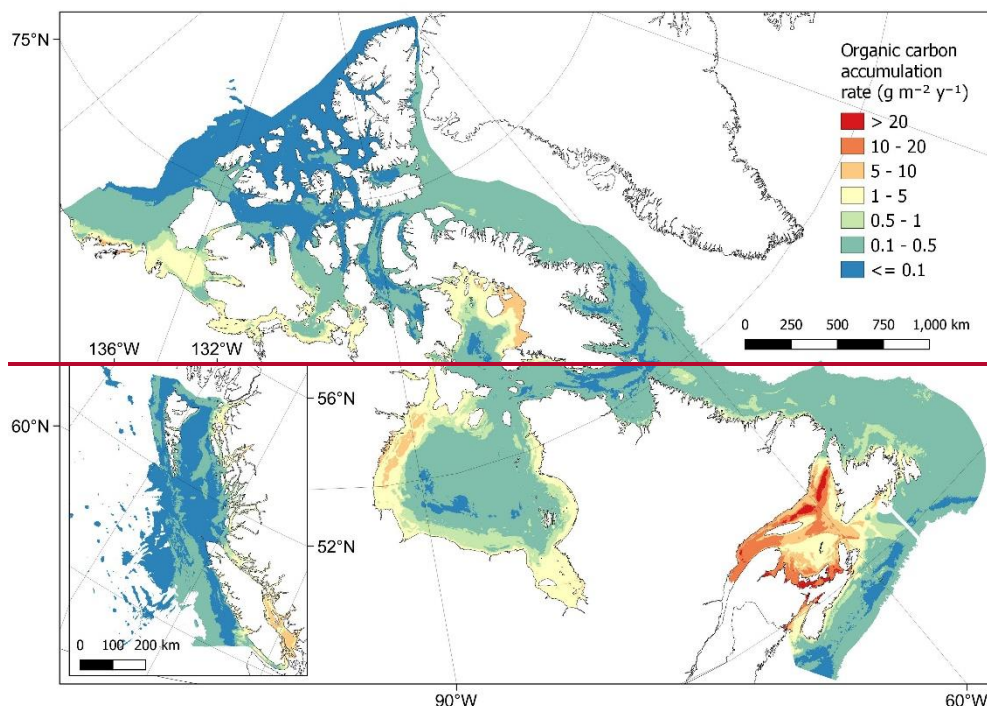 75°N
Organic carbon
accumulation
rate (g m⁻² y⁻¹)
> 20
10 - 20
5 - 10
1 - 5
0.5 - 1
0.1 - 0.5
<= 0.1
0 250 500 750 1,000 km
136°W 132°W
60°N
56°N
52°N
0 100 200 km
90°W 60°W